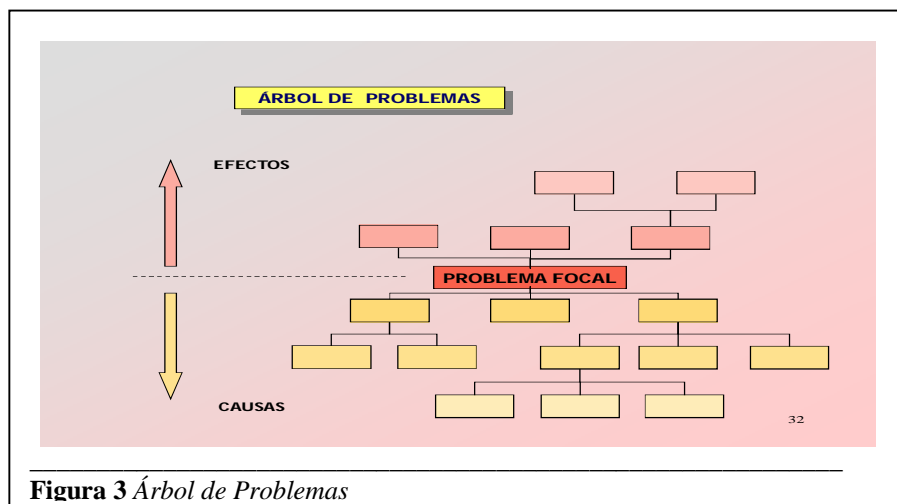 ÁRBOL DE PROBLEMAS
EFECTOS
PROBLEMA FOCAL
CAUSAS
32
Figura 3 Árbol de Problemas